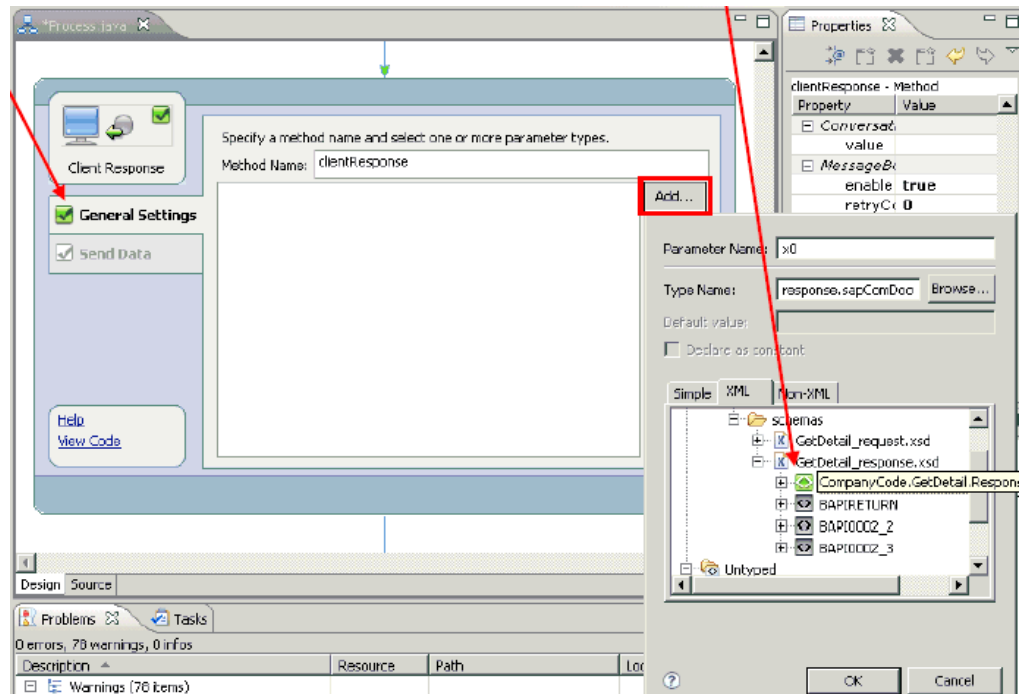 *Process.java
Properties
clientResponse - Method
Property Value
Conversati
value
MessageBu
enable true
retryCo 0
Client Response
Specify a method name and select one or more parameter types.
Method Name: clientResponse
General Settings
Send Data
Add...
Help
View Code
Parameter Name: x0
Type Name: response.sapComDoc Browse...
Default value:
Declare as constant
Simple XML Non-XML
schemas
GetDetail_request.xsd
GetDetail_response.xsd
CompanyCode.GetDetail.Respons
BAPIRETURN
BAPI0002_2
BAPI0002_3
Untyped
Design Source
Problems Tasks
0 errors, 78 warnings, 0 infos
Description Resource Path Loc
Warnings (78 items)
OK Cancel